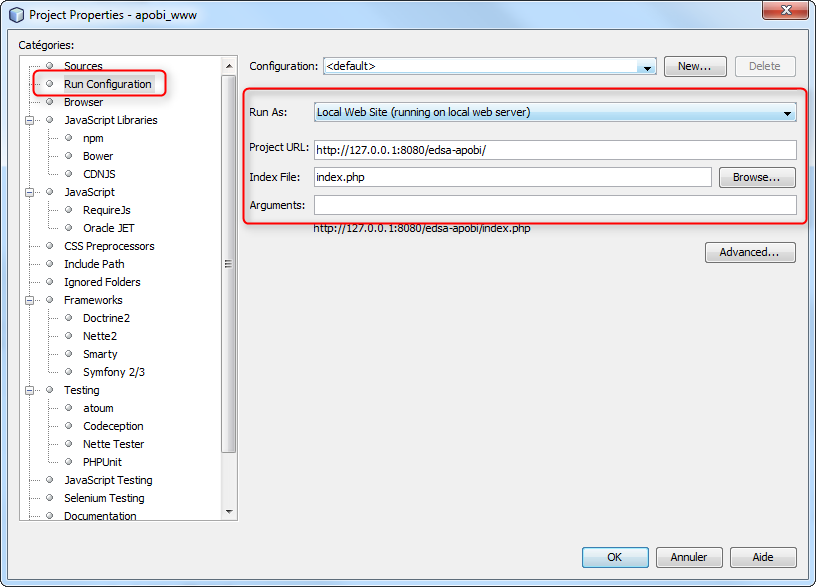 Project Properties - apobi_www
Catégories:
Sources
Run Configuration
Browser
JavaScript Libraries
npm
Bower
CDNJS
JavaScript
RequireJs
Oracle JET
CSS Preprocessors
Include Path
Ignored Folders
Frameworks
Doctrine2
Nette2
Smarty
Symfony 2/3
Testing
atoum
Codeception
Nette Tester
PHPUnit
JavaScript Testing
Selenium Testing
Documentation
Configuration: <default> New... Delete
Run As: Local Web Site (running on local web server)
Project URL: http://127.0.0.1:8080/edsa-apobi/
Index File: index.php Browse...
Arguments:
http://127.0.0.1:8080/edsa-apobi/index.php
Advanced...
OK Annuler Aide